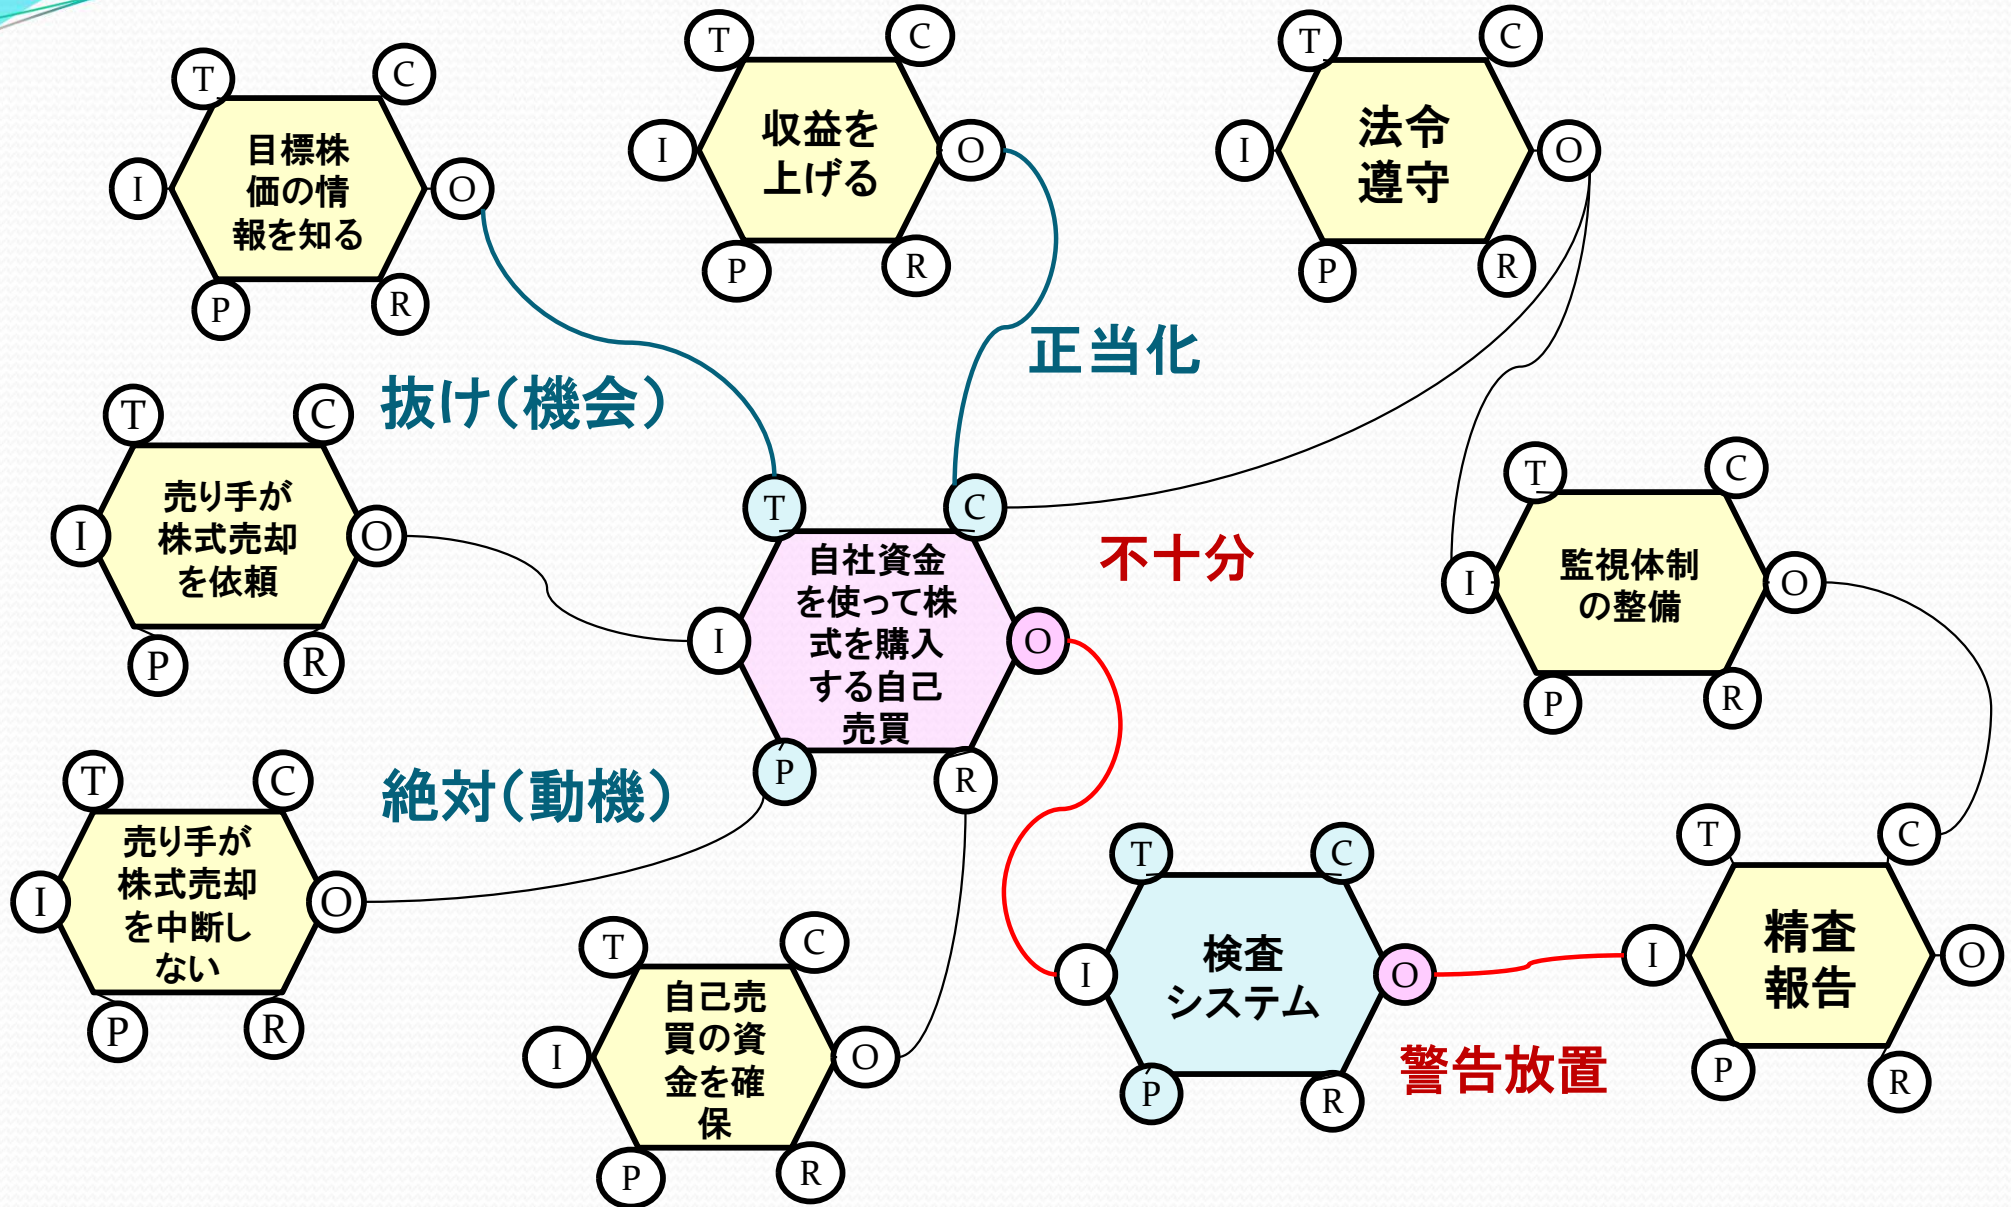 T
C
I
目標株
価の情
報を知る
O
P
R
T
C
I
収益を
上げる
O
P
R
T
C
I
法令
遵守
O
P
R
抜け(機会)
正当化
T
C
I
売り手が
株式売却
を依頼
O
P
R
T
C
I
自社資金
を使って株
式を購入
する自己
売買
O
P
R
不十分
T
C
I
監視体制
の整備
O
P
R
絶対(動機)
T
C
I
売り手が
株式売却
を中断し
ない
O
P
R
T
C
I
自己売
買の資
金を確
保
O
P
R
T
C
I
検査
システム
O
P
R
警告放置
T
C
I
精査
報告
O
P
R